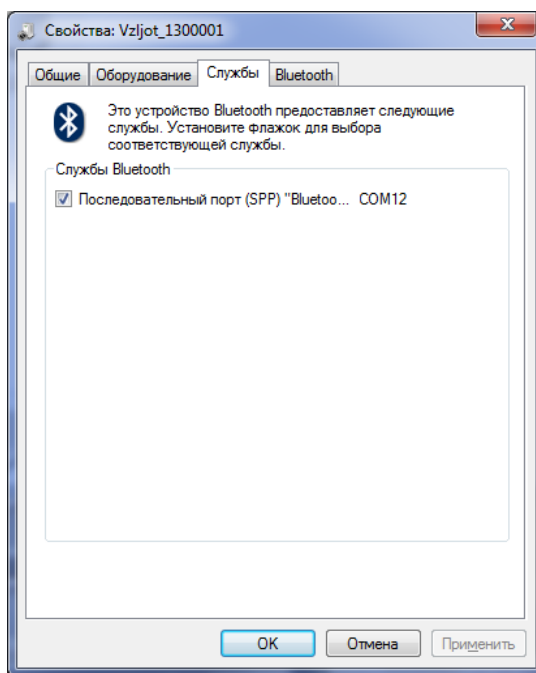 Свойства: Vzljot_1300001
Общие Оборудование Службы Bluetooth
Это устройство Bluetooth предоставляет следующие
службы. Установите флажок для выбора
соответствующей службы.
Службы Bluetooth
Последовательный порт (SPP) "Bluetoo... COM12
OK Отмена Применить